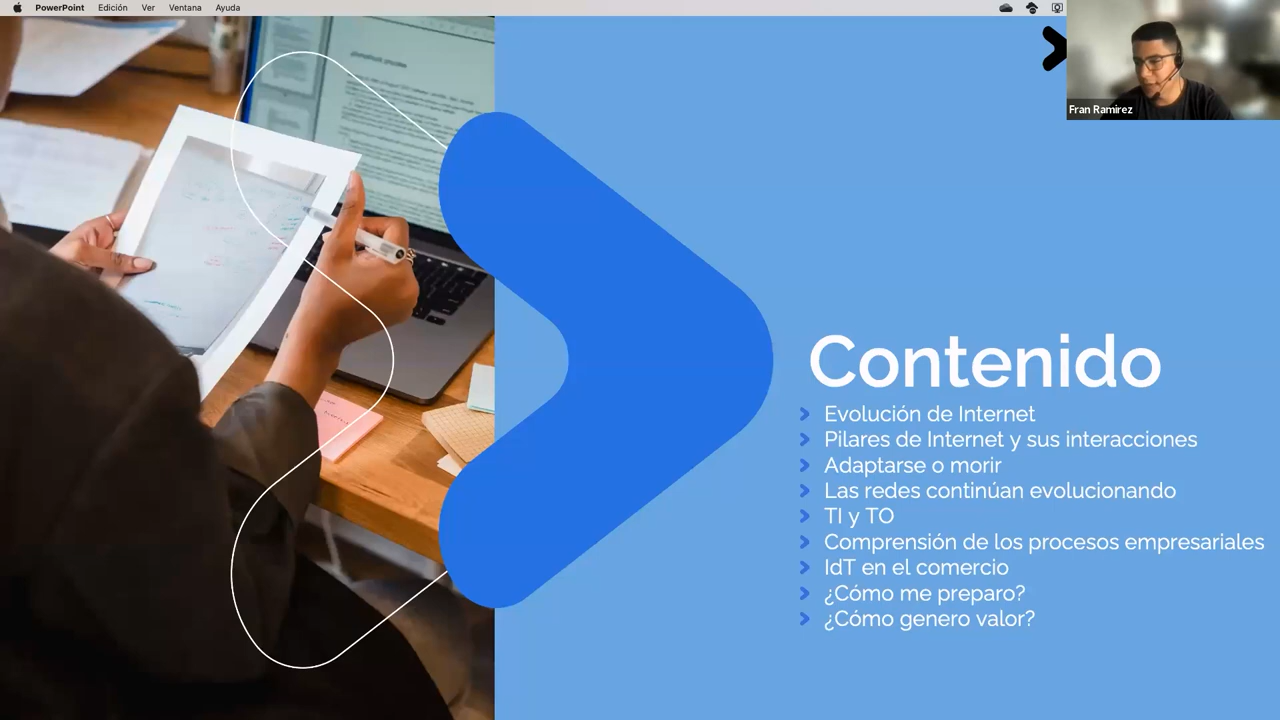 PowerPoint Edición Ver Ventana Ayuda
Fran Ramirez
Contenido
Evolución de Internet
Pilares de Internet y sus interacciones
Adaptarse o morir
Las redes continúan evolucionando
TI y TO
Comprensión de los procesos empresariales
IdT en el comercio
¿Cómo me preparo?
¿Cómo genero valor?